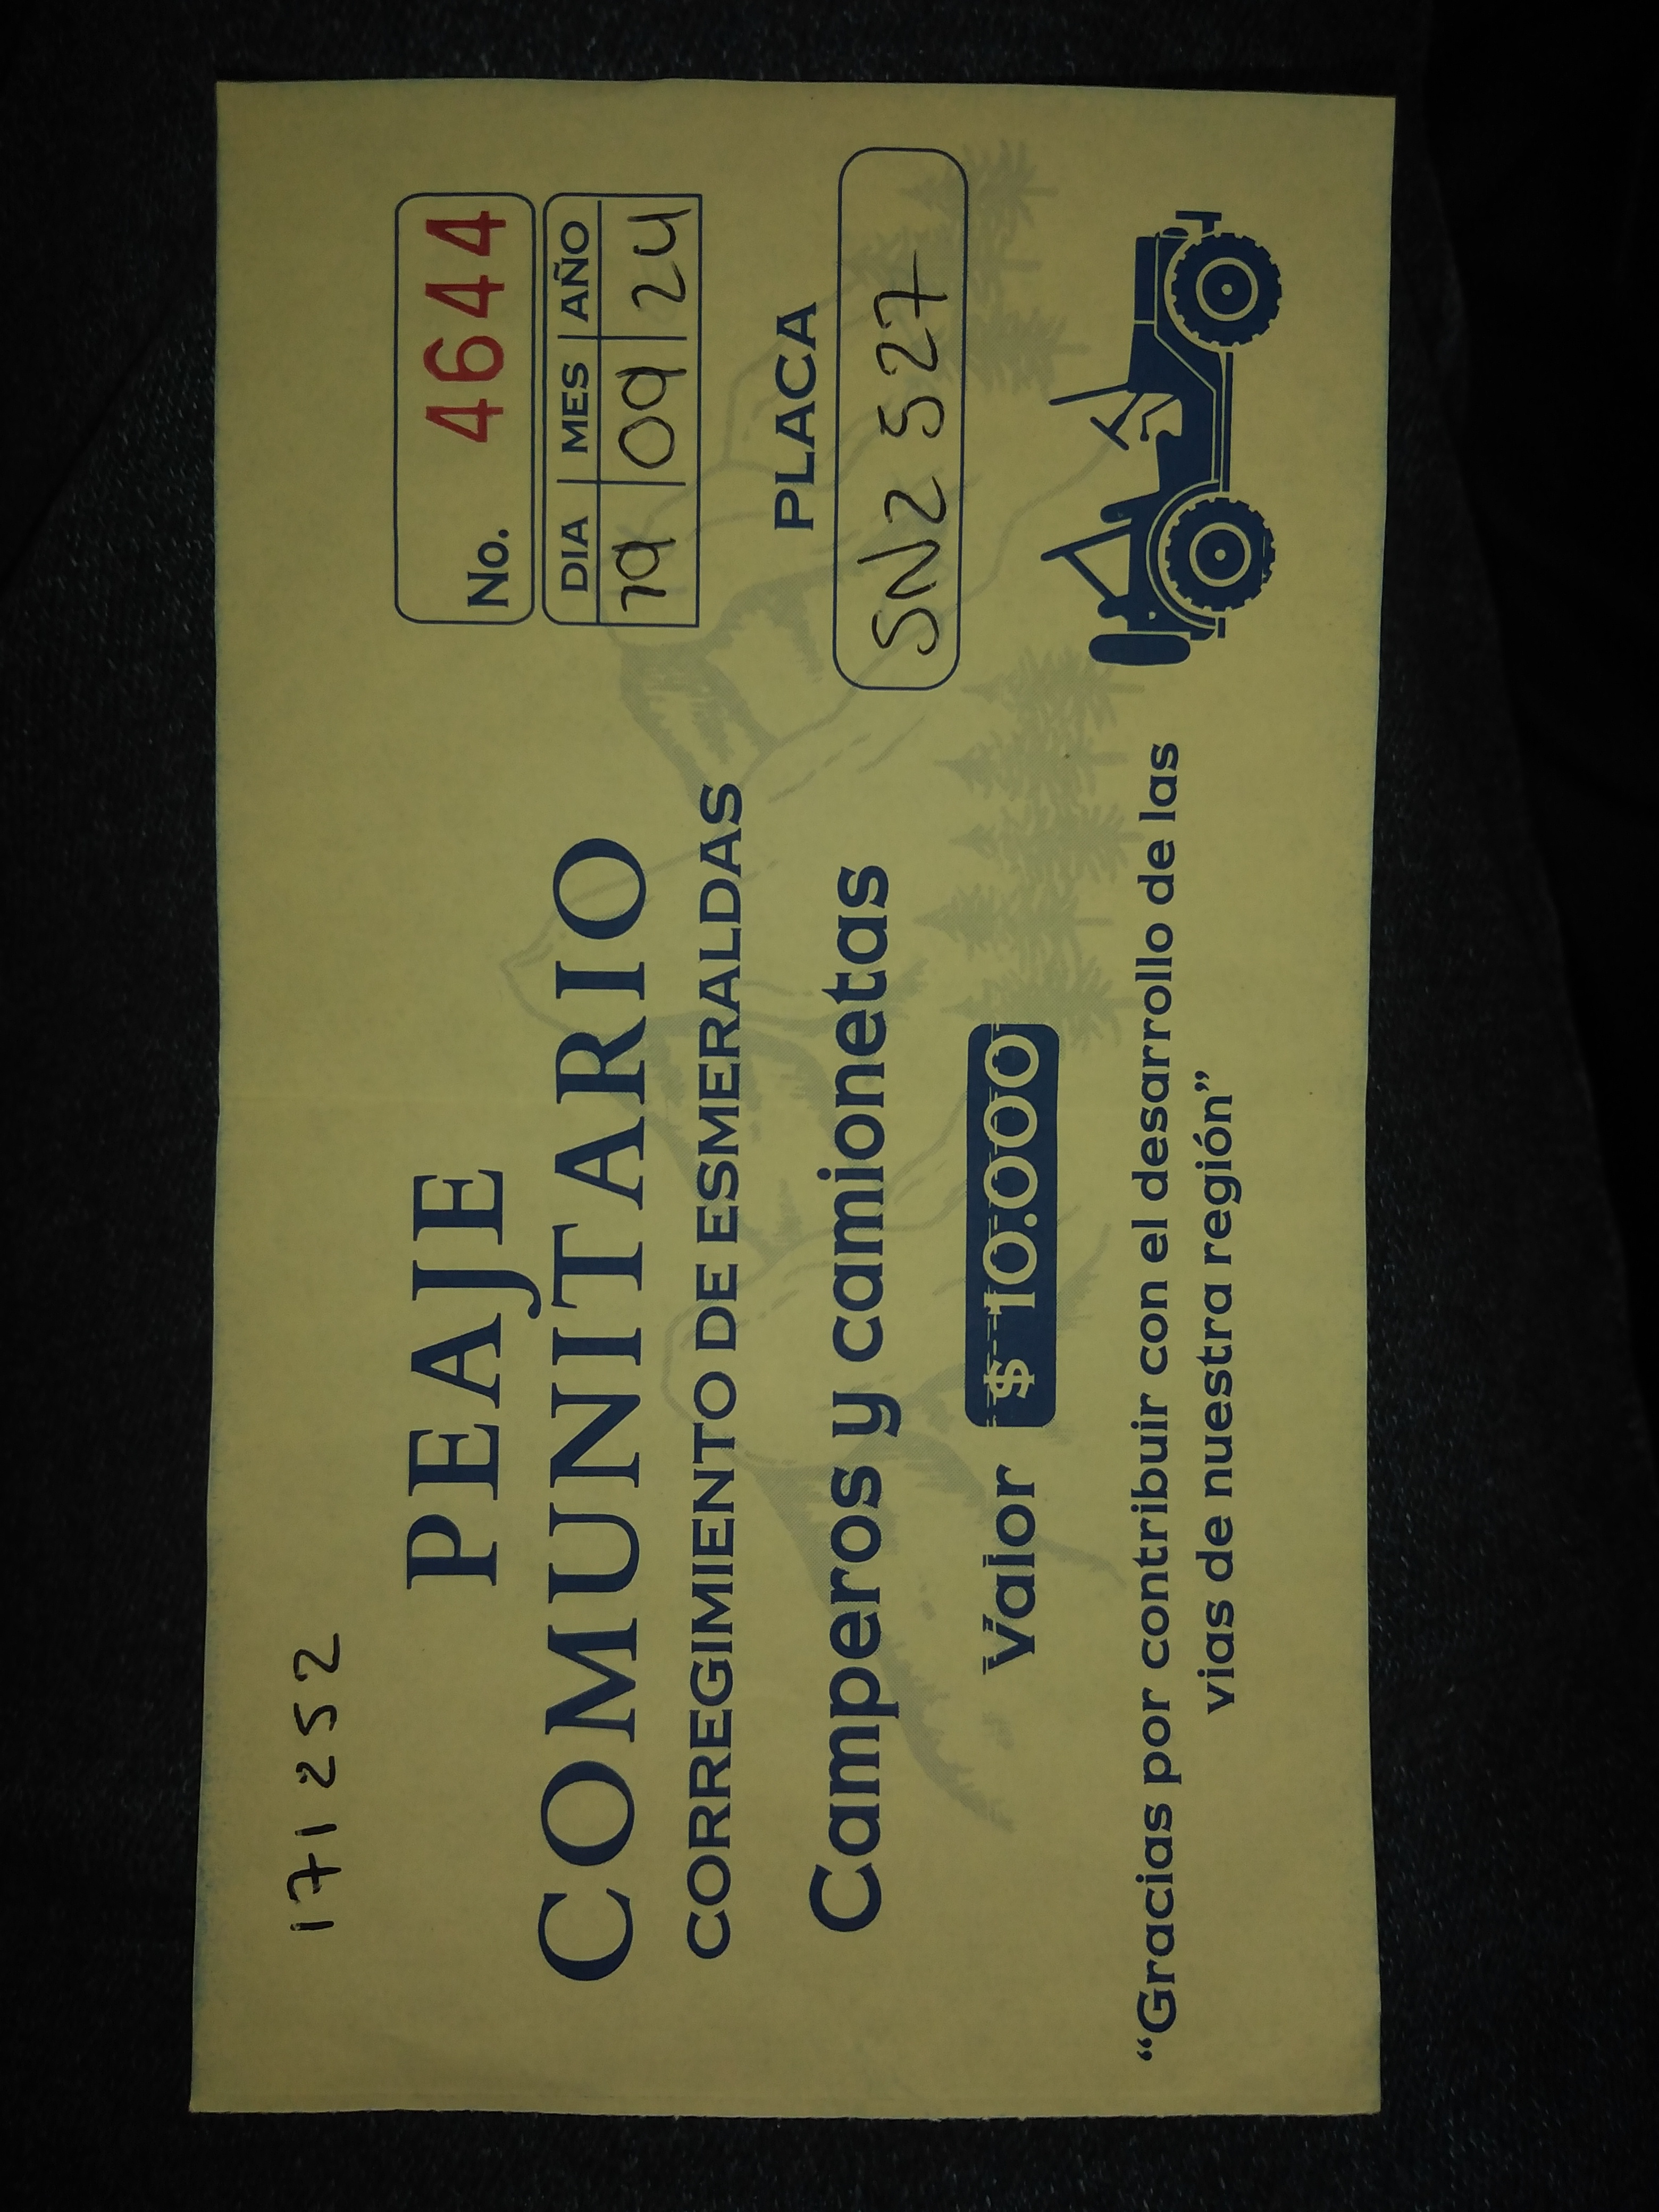 171252
PEAJE
COMUNITARIO
CORREGIMIENTO DE ESMERALDAS
Camperos y camionetas
Valor $ 10.000
“Gracias por contribuir con el desarrollo de las
vias de nuestra región”
No. 4644
DIA MES AÑO
19 09 24
PLACA
SNZ 527